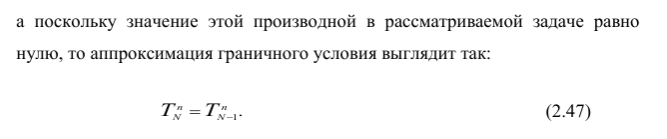 а поскольку значение этой производной в рассматриваемой задаче равно
нулю, то аппроксимация граничного условия выглядит так:
T_N^n = T_{N-1}^n. (2.47)